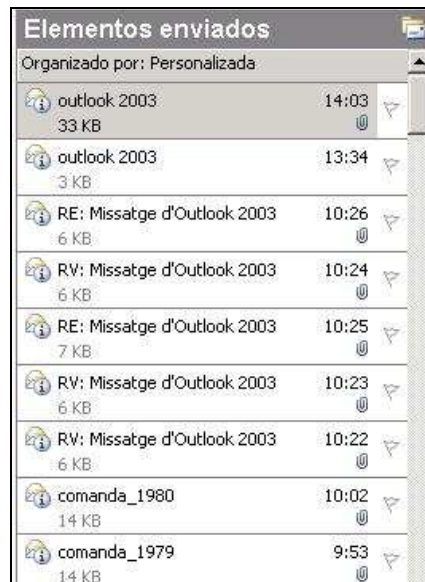 Elementos enviados
Organizado por: Personalizada
outlook 2003 14:03
33 KB
outlook 2003 13:34
3 KB
RE: Missatge d'Outlook 2003 10:26
6 KB
RV: Missatge d'Outlook 2003 10:24
6 KB
RE: Missatge d'Outlook 2003 10:25
7 KB
RV: Missatge d'Outlook 2003 10:23
6 KB
RV: Missatge d'Outlook 2003 10:22
6 KB
comanda_1980 10:02
14 KB
comanda_1979 9:53
14 KB